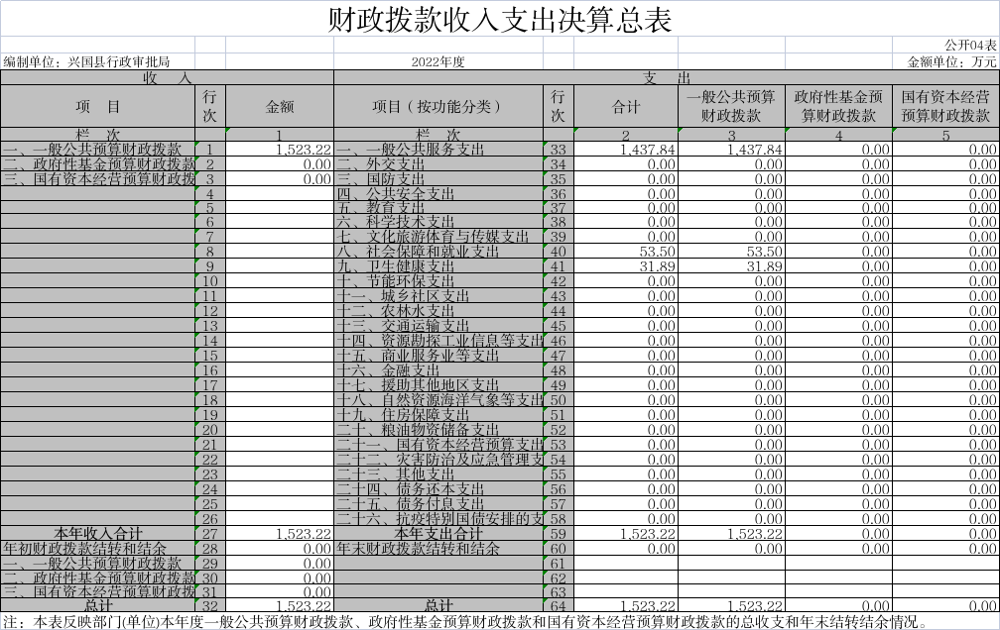 财政拨款收入支出决算总表
公开04表
编制单位：兴国县行政审批局 2022年度 金额单位：万元
收　入 支　出
项　目 行次 金额 项目（按功能分类） 行次 合计 一般公共预算财政拨款 政府性基金预算财政拨款 国有资本经营预算财政拨款
栏　次 1 栏　次 2 3 4 5
一、一般公共预算财政拨款 1 1,523.22 一、一般公共服务支出 33 1,437.84 1,437.84 0.00 0.00
二、政府性基金预算财政拨款 2 0.00 二、外交支出 34 0.00 0.00 0.00 0.00
三、国有资本经营预算财政拨 3 0.00 三、国防支出 35 0.00 0.00 0.00 0.00
4 四、公共安全支出 36 0.00 0.00 0.00 0.00
5 五、教育支出 37 0.00 0.00 0.00 0.00
6 六、科学技术支出 38 0.00 0.00 0.00 0.00
7 七、文化旅游体育与传媒支出 39 0.00 0.00 0.00 0.00
8 八、社会保障和就业支出 40 53.50 53.50 0.00 0.00
9 九、卫生健康支出 41 31.89 31.89 0.00 0.00
10 十、节能环保支出 42 0.00 0.00 0.00 0.00
11 十一、城乡社区支出 43 0.00 0.00 0.00 0.00
12 十二、农林水支出 44 0.00 0.00 0.00 0.00
13 十三、交通运输支出 45 0.00 0.00 0.00 0.00
14 十四、资源勘探工业信息等支出 46 0.00 0.00 0.00 0.00
15 十五、商业服务业等支出 47 0.00 0.00 0.00 0.00
16 十六、金融支出 48 0.00 0.00 0.00 0.00
17 十七、援助其他地区支出 49 0.00 0.00 0.00 0.00
18 十八、自然资源海洋气象等支出 50 0.00 0.00 0.00 0.00
19 十九、住房保障支出 51 0.00 0.00 0.00 0.00
20 二十、粮油物资储备支出 52 0.00 0.00 0.00 0.00
21 二十一、国有资本经营预算支出 53 0.00 0.00 0.00 0.00
22 二十二、灾害防治及应急管理支 54 0.00 0.00 0.00 0.00
23 二十三、其他支出 55 0.00 0.00 0.00 0.00
24 二十四、债务还本支出 56 0.00 0.00 0.00 0.00
25 二十五、债务付息支出 57 0.00 0.00 0.00 0.00
26 二十六、抗疫特别国债安排的支 58 0.00 0.00 0.00 0.00
本年收入合计 27 1,523.22 本年支出合计 59 1,523.22 1,523.22 0.00 0.00
年初财政拨款结转和结余 28 0.00 年末财政拨款结转和结余 60 0.00 0.00 0.00 0.00
一、一般公共预算财政拨款 29 0.00 61
二、政府性基金预算财政拨款 30 0.00 62
三、国有资本经营预算财政拨 31 0.00 63
总计 32 1,523.22 总计 64 1,523.22 1,523.22 0.00 0.00
注：本表反映部门(单位)本年度一般公共预算财政拨款、政府性基金预算财政拨款和国有资本经营预算财政拨款的总收支和年末结转结余情况。